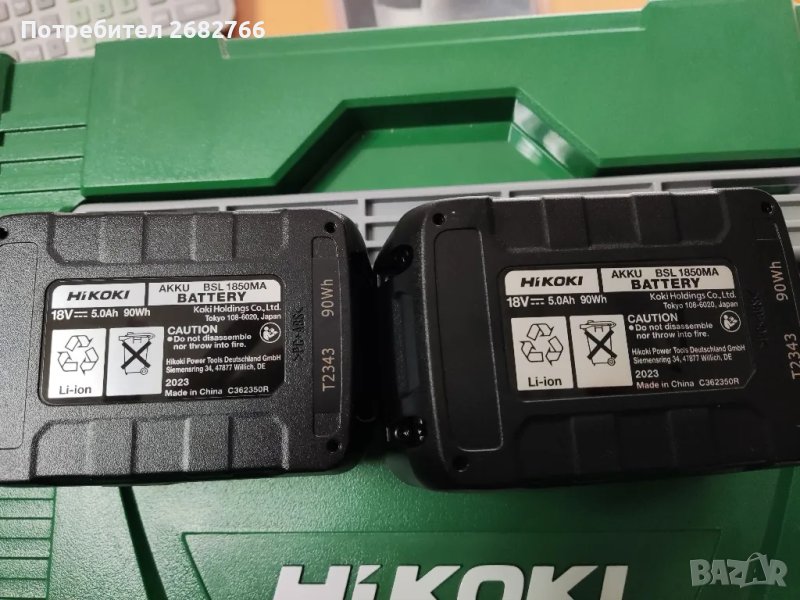 Потребител 2682766
HiKOKI
AKKU BSL 1850MA
BATTERY
18V 5.0Ah 90Wh
Koki Holdings Co.,Ltd.
Tokyo 108-6020, Japan
CAUTION
●Do not disassemble
nor throw into fire.
Hikoki Power Tools Deutschland GmbH
Siemensring 34, 47877 Willich, DE
Li-ion
2023
Made in China C362350R
T2343 90Wh
HiKOKI
AKKU BSL 1850MA
BATTERY
18V 5.0Ah 90Wh
Koki Holdings Co.,Ltd.
Tokyo 108-6020, Japan
CAUTION
●Do not disassemble
nor throw into fire.
Hikoki Power Tools Deutschland GmbH
Siemensring 34, 47877 Willich, DE
Li-ion
2023
Made in China C362350R
T2343 90Wh
HiKOKI
BAZAR